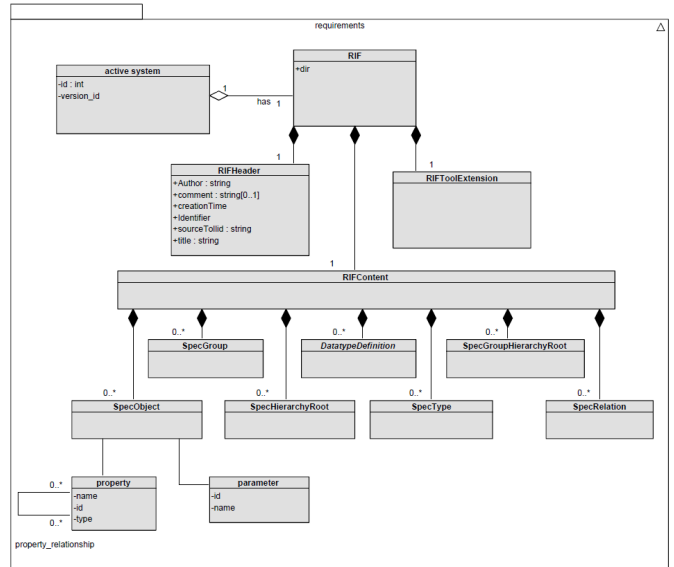 requirements
RIF
+dir
active system
-id : int
-version_id
1
has 1
1
1
RIFHeader
+Author : string
+comment : string[0..1]
+creationTime
+Identifier
+sourceTollid : string
+title : string
RIFToolExtension
1
RIFContent
0..*
0..*
0..*
SpecGroup
DatatypeDefinition
SpecGroupHierarchyRoot
0..*
0..*
0..*
0..*
SpecObject
SpecHierarchyRoot
SpecType
SpecRelation
0..*
property
-name
-id
-type
0..*
parameter
-id
-name
property_relationship